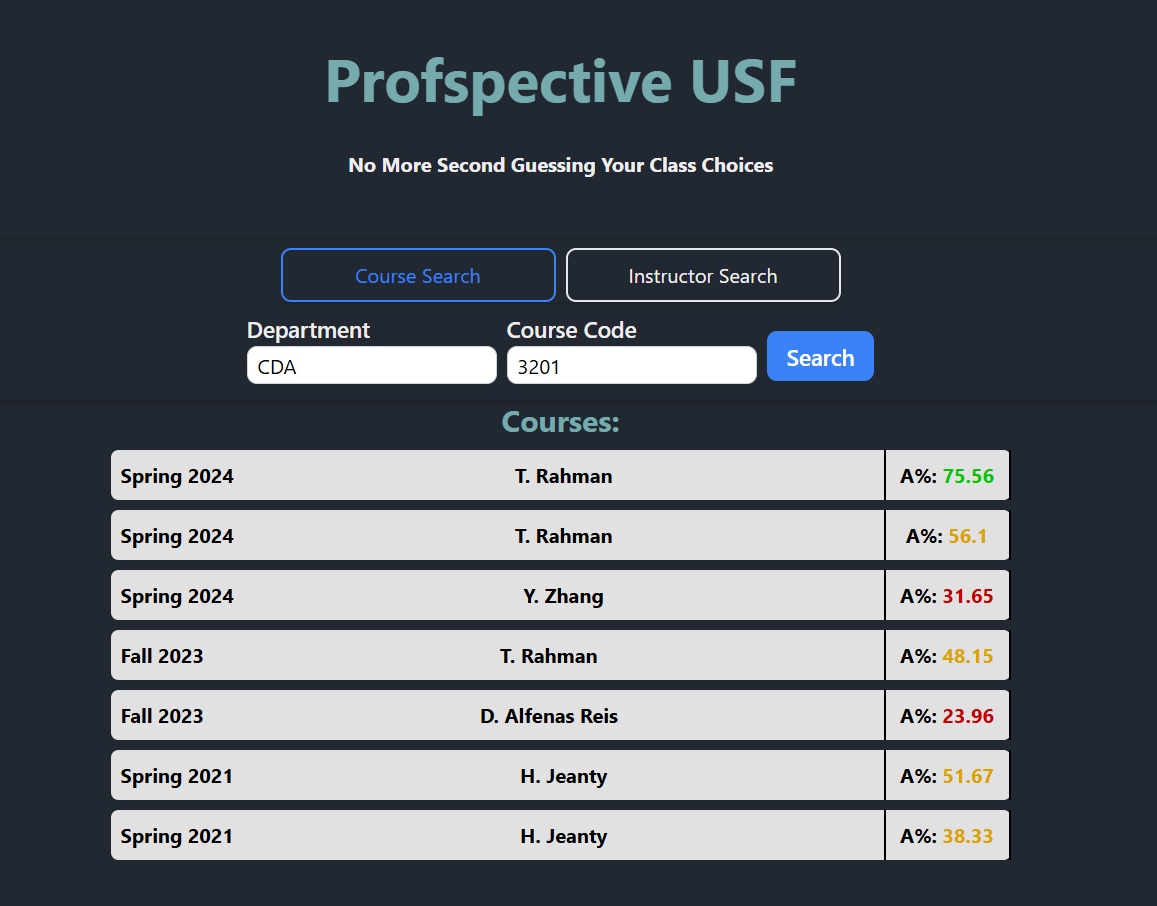 Profspective USF
No More Second Guessing Your Class Choices
Course Search Instructor Search
Department Course Code
CDA 3201 Search
Courses:
Spring 2024 T. Rahman A%: 75.56
Spring 2024 T. Rahman A%: 56.1
Spring 2024 Y. Zhang A%: 31.65
Fall 2023 T. Rahman A%: 48.15
Fall 2023 D. Alfenas Reis A%: 23.96
Spring 2021 H. Jeanty A%: 51.67
Spring 2021 H. Jeanty A%: 38.33